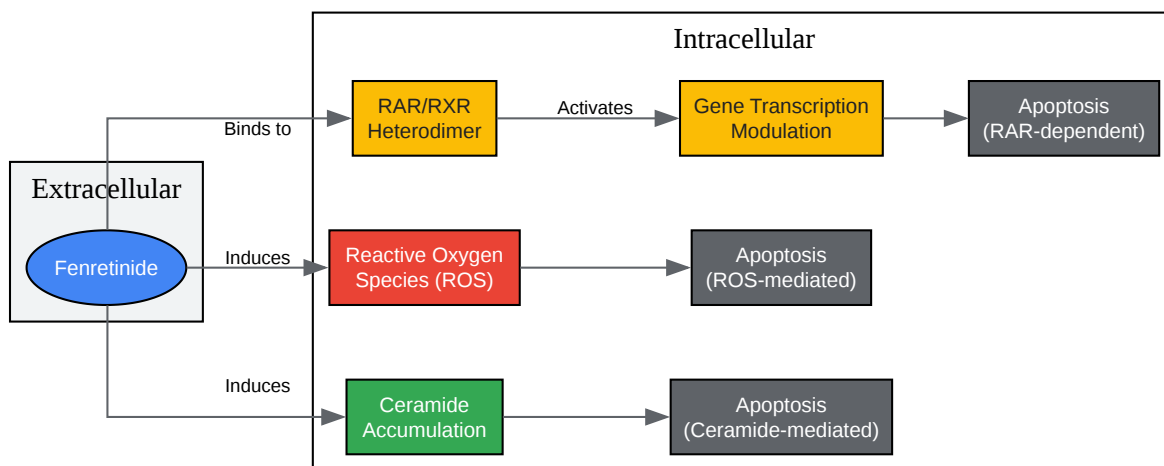 Intracellular
RAR/RXR
Heterodimer
Activates
Gene Transcription
Modulation
Apoptosis
(RAR-dependent)
Binds to
Extracellular
Fenretinide
Induces
Reactive Oxygen
Species (ROS)
Apoptosis
(ROS-mediated)
Induces
Ceramide
Accumulation
Apoptosis
(Ceramide-mediated)